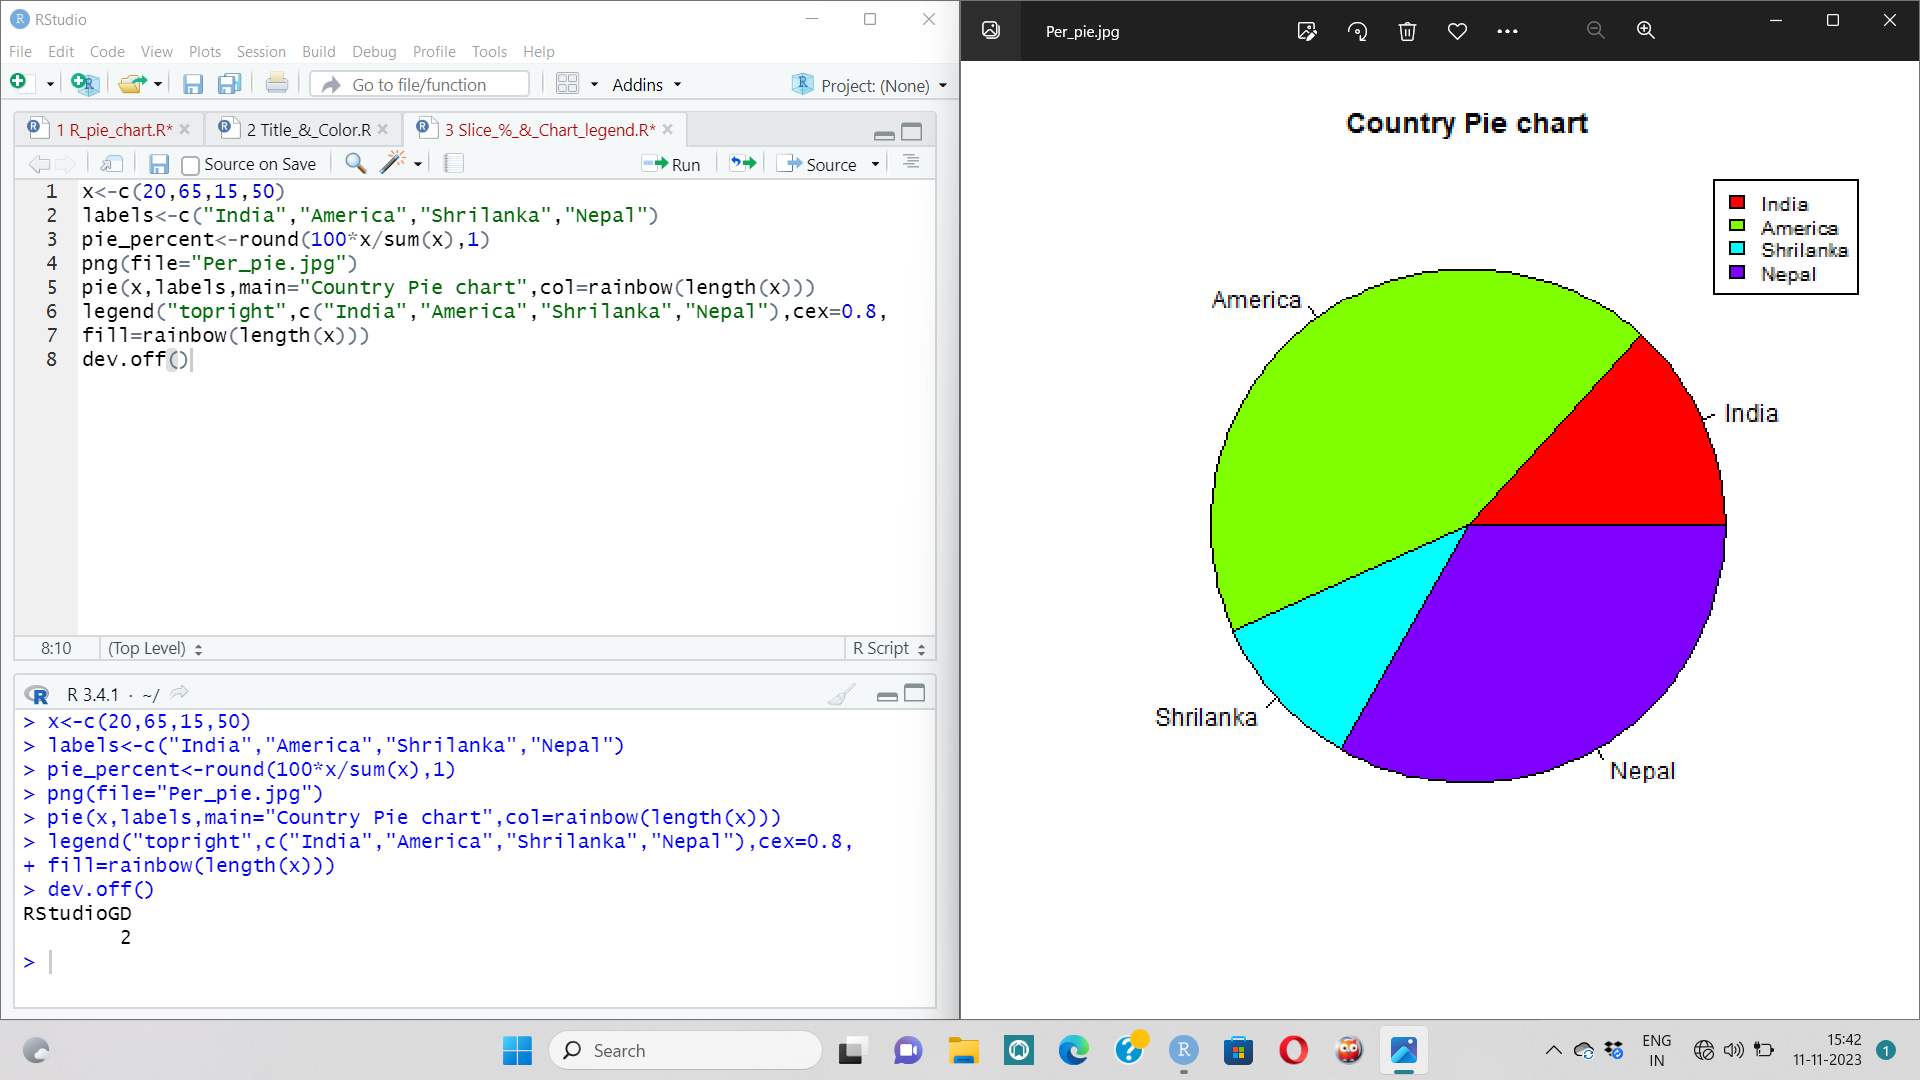 RStudio
File Edit Code View Plots Session Build Debug Profile Tools Help
Go to file/function Addins Project: (None)
1 R_pie_chart.R* 2 Title_&_Color.R 3 Slice_%_&_Chart_legend.R*
Source on Save Run Source
1 x<-c(20,65,15,50)
2 labels<-c("India","America","Shrilanka","Nepal")
3 pie_percent<-round(100*x/sum(x),1)
4 png(file="Per_pie.jpg")
5 pie(x,labels,main="Country Pie chart",col=rainbow(length(x)))
6 legend("topright",c("India","America","Shrilanka","Nepal"),cex=0.8,
7 fill=rainbow(length(x)))
8 dev.off()
8:10 (Top Level) R Script
R 3.4.1 · ~/
> x<-c(20,65,15,50)
> labels<-c("India","America","Shrilanka","Nepal")
> pie_percent<-round(100*x/sum(x),1)
> png(file="Per_pie.jpg")
> pie(x,labels,main="Country Pie chart",col=rainbow(length(x)))
> legend("topright",c("India","America","Shrilanka","Nepal"),cex=0.8,
+ fill=rainbow(length(x)))
> dev.off()
RStudioGD
2
>
Per_pie.jpg
Country Pie chart
India
America
Shrilanka
Nepal
America
India
Shrilanka
Nepal
Search
ENG
IN
15:42
11-11-2023
1